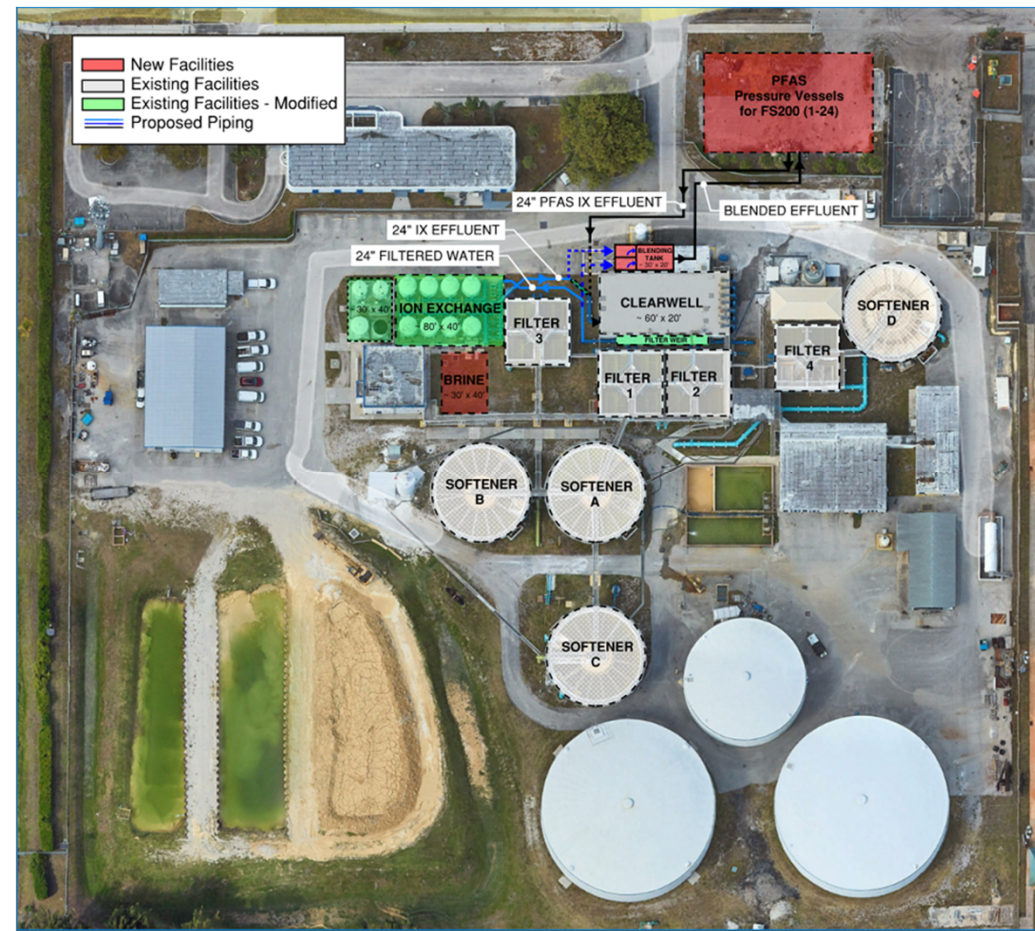 New Facilities
Existing Facilities
Existing Facilities - Modified
Proposed Piping
PFAS
Pressure Vessels
for FS200 (1-24)
24" PFAS IX EFFLUENT
BLENDED EFFLUENT
24" IX EFFLUENT
24" FILTERED WATER
BLENDING
TANK
~ 30' x 20'
~ 30' x 40'
ION EXCHANGE
~ 80' x 40'
FILTER
3
CLEARWELL
~ 60' x 20'
FILTER WEIR
SOFTENER
D
BRINE
~ 30' x 40'
FILTER
1
FILTER
2
FILTER
4
SOFTENER
B
SOFTENER
A
SOFTENER
C